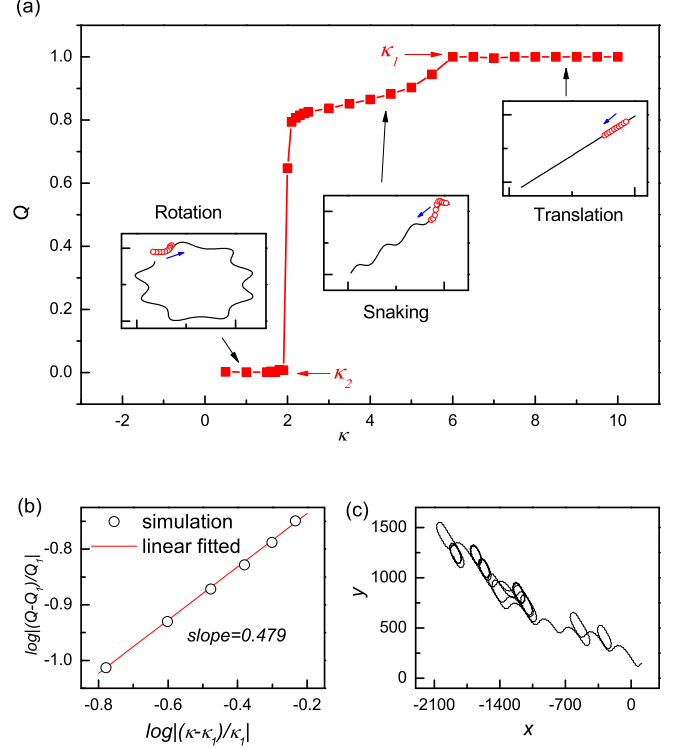 (a)
1.0
0.8
0.6
0.4
0.2
0.0
Q
κ₁
Translation
Rotation
Snaking
κ₂
-2
0
2
4
6
8
10
κ
(b)
simulation
linear fitted
slope=0.479
-0.8
-0.9
-1.0
log|(Q-Q₁)/Q₁|
-0.8
-0.6
-0.4
-0.2
log|(κ-κ₁)/κ₁|
(c)
1500
1000
500
0
y
-2100
-1400
-700
0
x